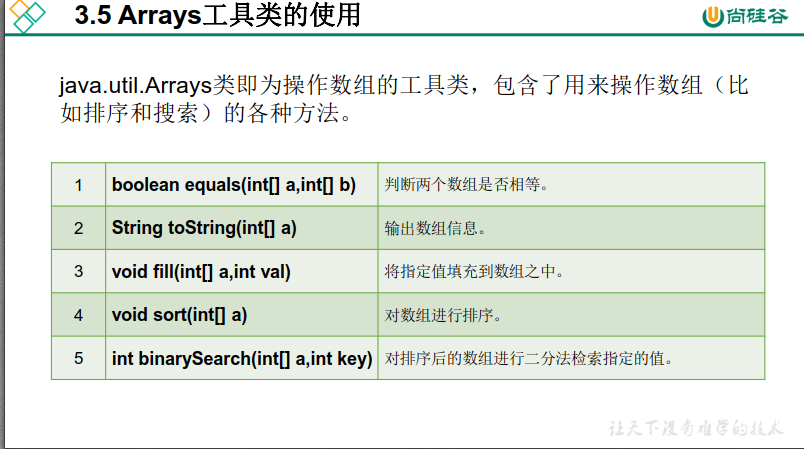 3.5 Arrays工具类的使用
尚硅谷
java.util.Arrays类即为操作数组的工具类，包含了用来操作数组（比
如排序和搜索）的各种方法。
1 boolean equals(int[] a,int[] b) 判断两个数组是否相等。
2 String toString(int[] a) 输出数组信息。
3 void fill(int[] a,int val) 将指定值填充到数组之中。
4 void sort(int[] a) 对数组进行排序。
5 int binarySearch(int[] a,int key) 对排序后的数组进行二分法检索指定的值。
让天下没有难学的技术